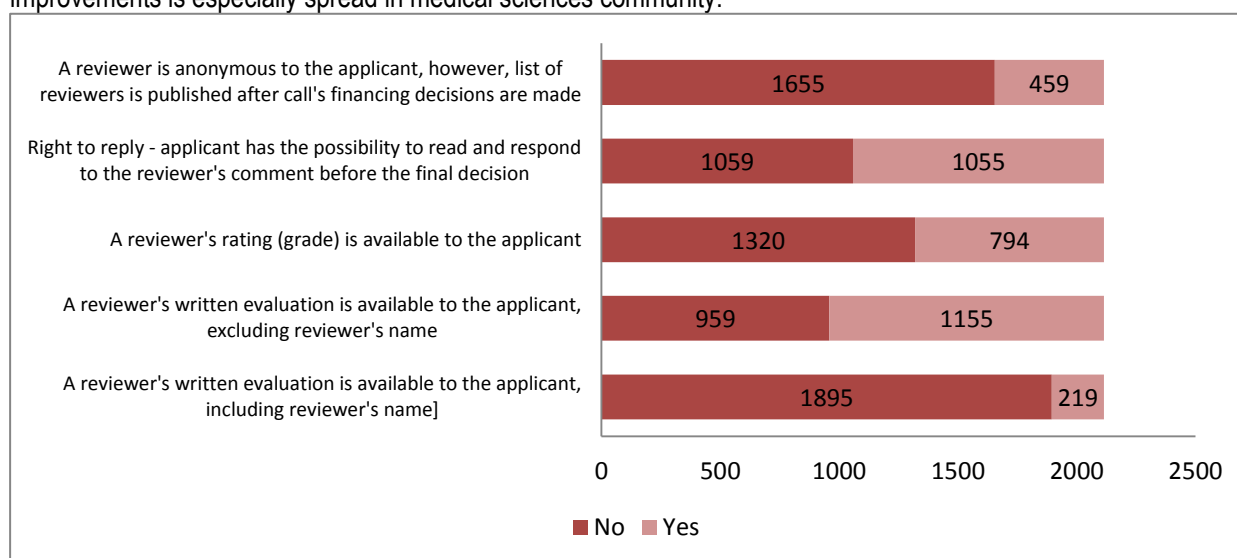 improvements is especially spread in medical sciences community.
A reviewer is anonymous to the applicant, however, list of
reviewers is published after call's financing decisions are made
1655 459
Right to reply - applicant has the possibility to read and respond
to the reviewer's comment before the final decision
1059 1055
A reviewer's rating (grade) is available to the applicant
1320 794
A reviewer's written evaluation is available to the applicant,
excluding reviewer's name
959 1155
A reviewer's written evaluation is available to the applicant,
including reviewer's name]
1895 219
0 500 1000 1500 2000 2500
No Yes